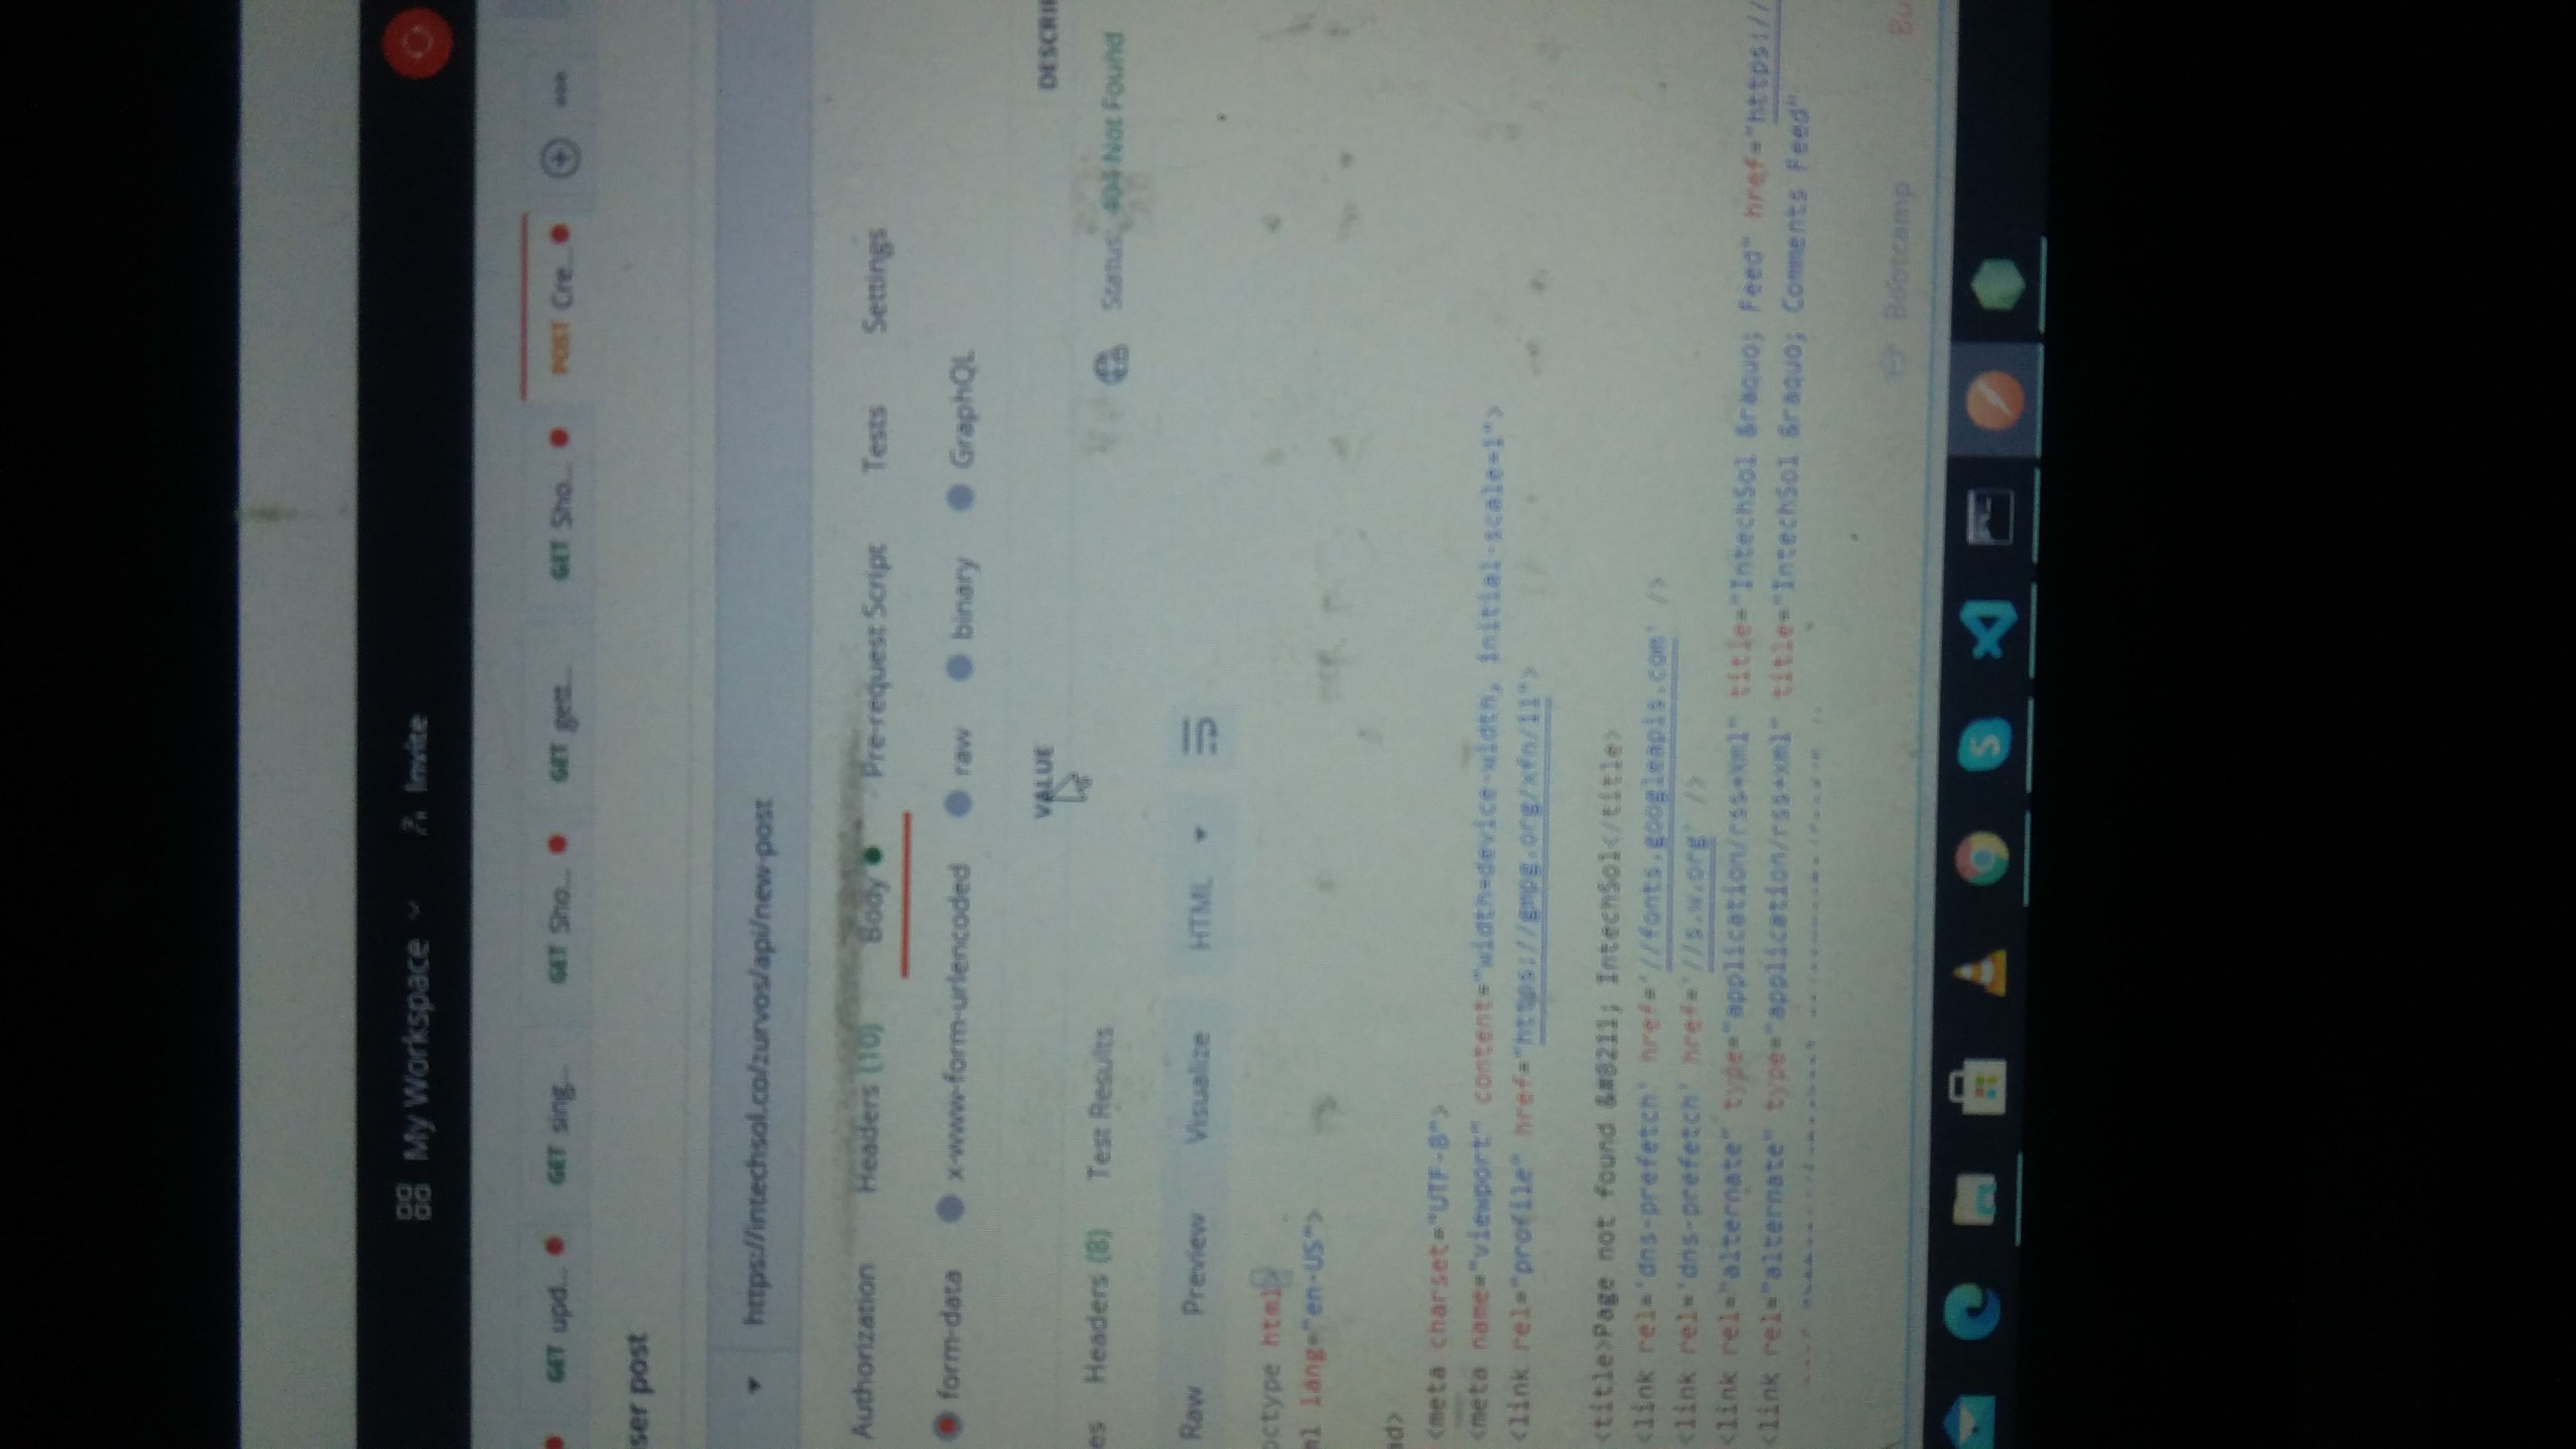 My Workspace Invite
GET upd... GET sing... GET Sho... GET gett... GET Sho... POST Cre...
ser post
https://intechsol.co/zurvos/api/new-post
Authorization Headers (10) Body Pre-request Script Tests Settings
form-data x-www-form-urlencoded raw binary GraphQL
VALUE DESCRI
es Headers (8) Test Results Status: 404 Not Found
Raw Preview Visualize HTML
octype html>
ml lang="en-US">
ad>
<meta charset="UTF-8">
<meta name="viewport" content="width=device-width, initial-scale=1">
<link rel="profile" href="https://gmpg.org/xfn/11">
<title>Page not found &#8211; IntechSol</title>
<link rel='dns-prefetch' href='//fonts.googleapis.com' />
<link rel='dns-prefetch' href='//s.w.org' />
<link rel="alternate" type="application/rss+xml" title="IntechSol &raquo; Feed" href="https://
<link rel="alternate" type="application/rss+xml" title="IntechSol &raquo; Comments Feed"
Bootcamp Bu